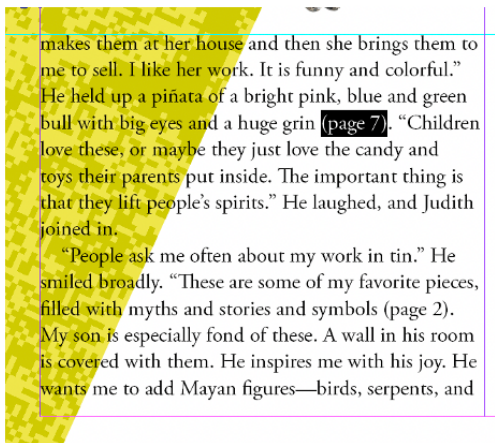 makes them at her house and then she brings them to
me to sell. I like her work. It is funny and colorful.”
He held up a piñata of a bright pink, blue and green
bull with big eyes and a huge grin (page 7). “Children
love these, or maybe they just love the candy and
toys their parents put inside. The important thing is
that they lift people’s spirits.” He laughed, and Judith
joined in.
“People ask me often about my work in tin.” He
smiled broadly. “These are some of my favorite pieces,
filled with myths and stories and symbols (page 2).
My son is especially fond of these. A wall in his room
is covered with them. He inspires me with his joy. He
wants me to add Mayan figures—birds, serpents, and